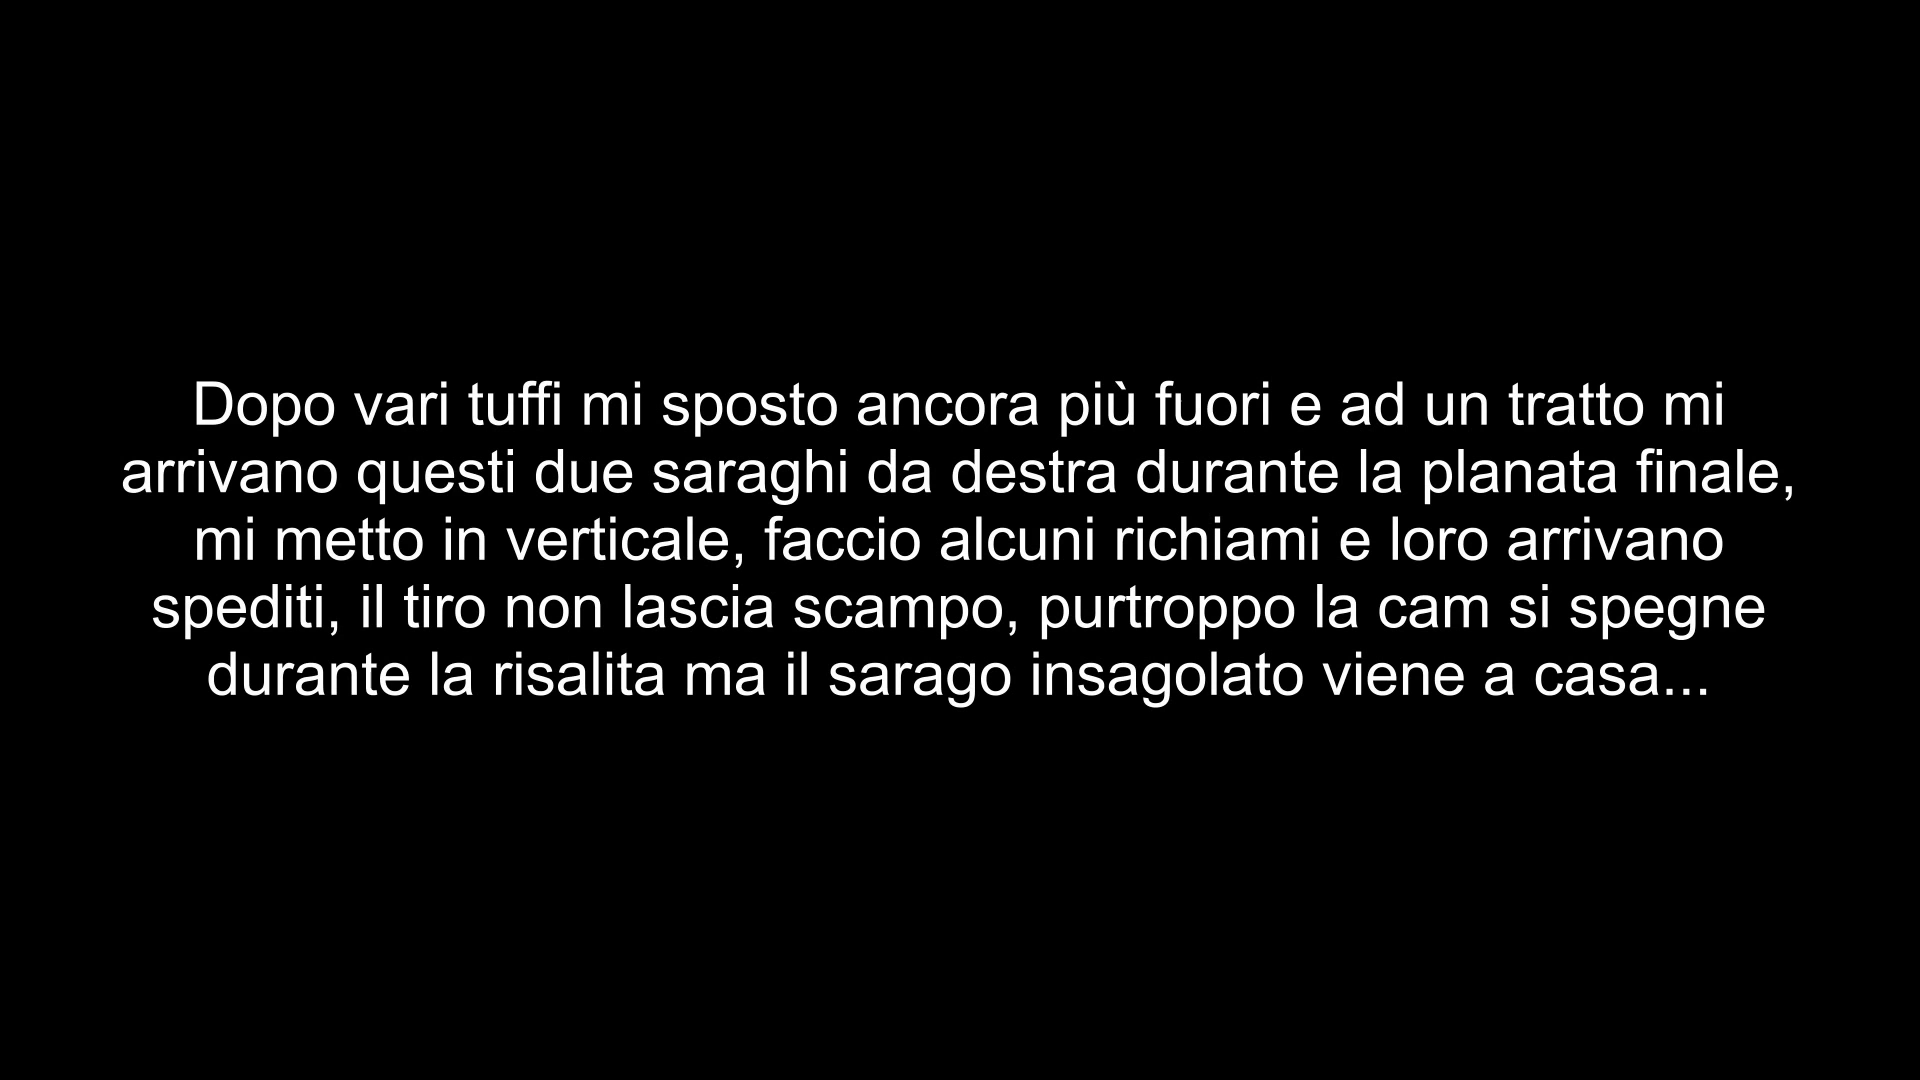 Dopo vari tuffi mi sposto ancora più fuori e ad un tratto mi
arrivano questi due saraghi da destra durante la planata finale,
mi metto in verticale, faccio alcuni richiami e loro arrivano
spediti, il tiro non lascia scampo, purtroppo la cam si spegne
durante la risalita ma il sarago insagolato viene a casa...